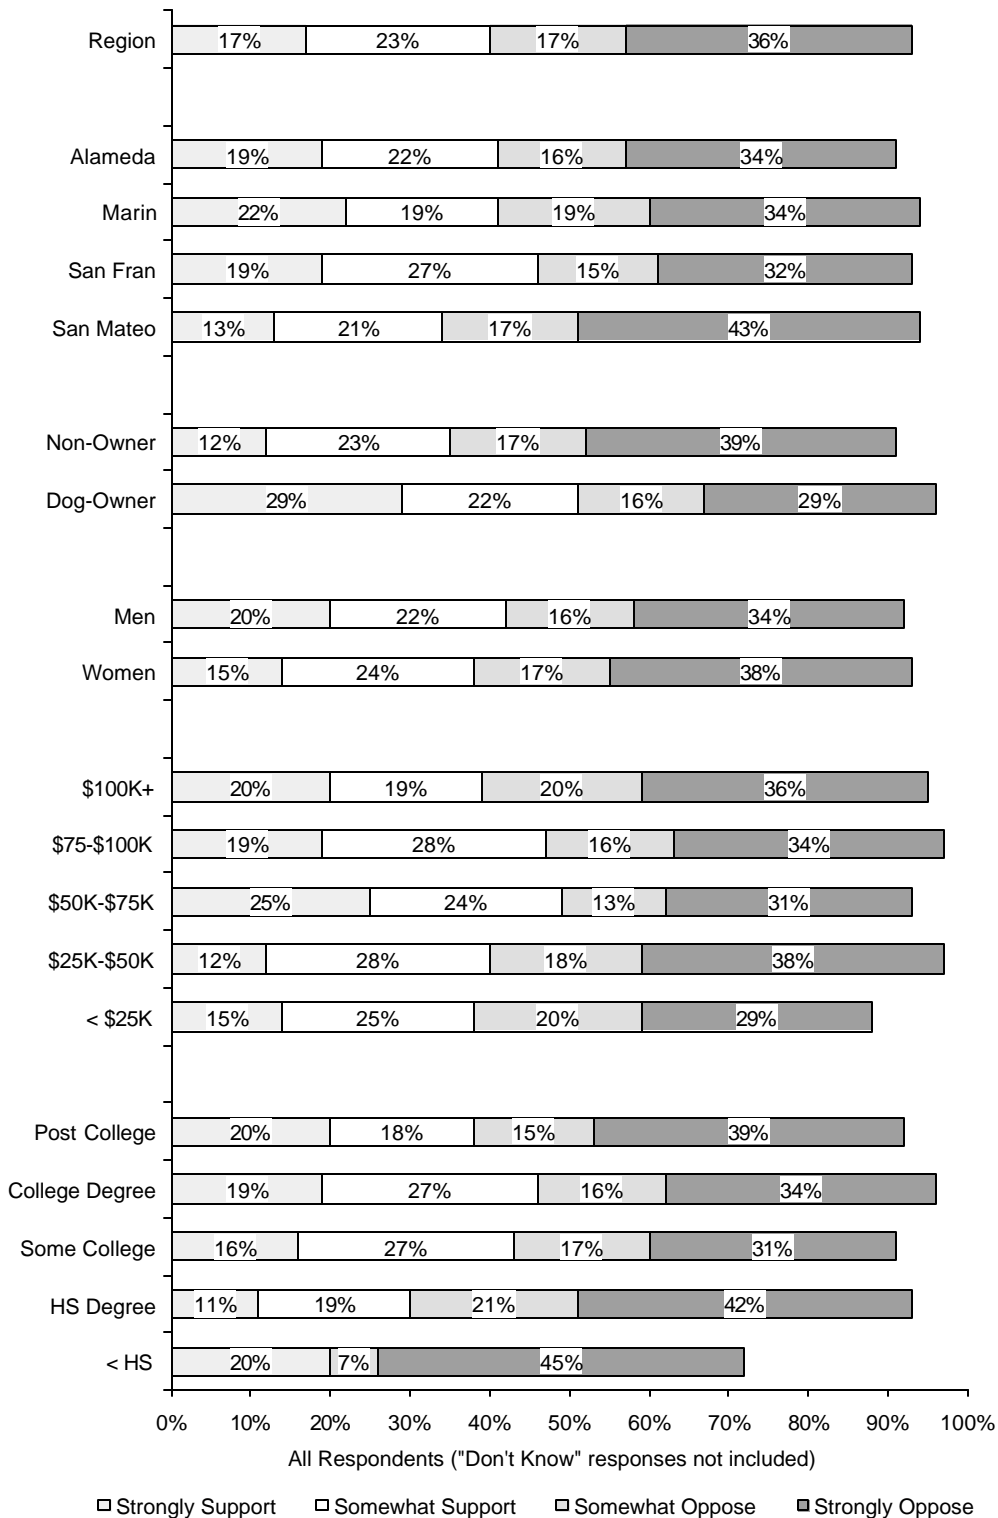 Region 17% 23% 17% 36%
Alameda 19% 22% 16% 34%
Marin 22% 19% 19% 34%
San Fran 19% 27% 15% 32%
San Mateo 13% 21% 17% 43%
Non-Owner 12% 23% 17% 39%
Dog-Owner 29% 22% 16% 29%
Men 20% 22% 16% 34%
Women 15% 24% 17% 38%
$100K+ 20% 19% 20% 36%
$75-$100K 19% 28% 16% 34%
$50K-$75K 25% 24% 13% 31%
$25K-$50K 12% 28% 18% 38%
< $25K 15% 25% 20% 29%
Post College 20% 18% 15% 39%
College Degree 19% 27% 16% 34%
Some College 16% 27% 17% 31%
HS Degree 11% 19% 21% 42%
< HS 20% 7% 45%
0% 10% 20% 30% 40% 50% 60% 70% 80% 90% 100%
All Respondents ("Don't Know" responses not included)
Strongly Support Somewhat Support Somewhat Oppose Strongly Oppose